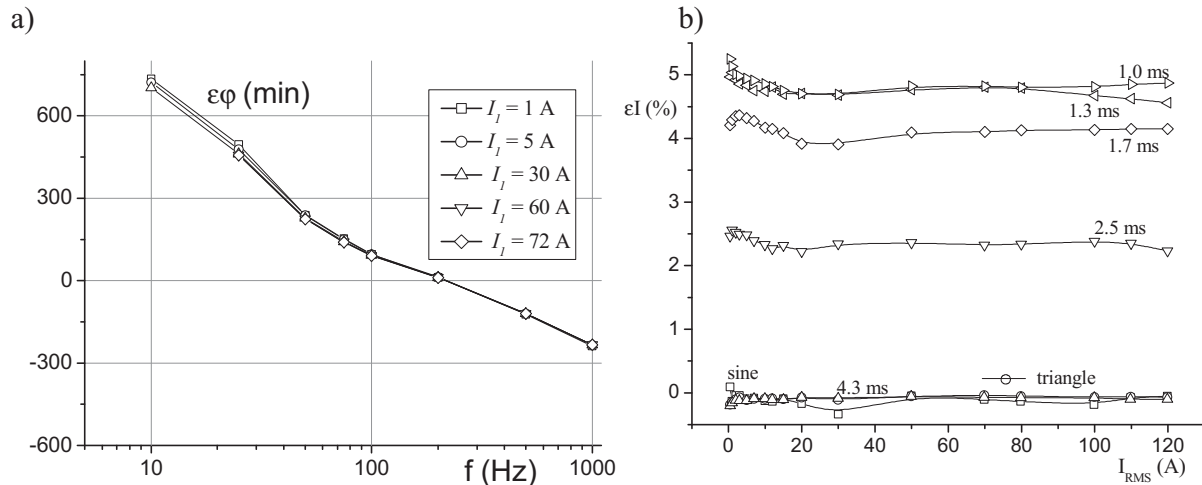 a)
εφ (min)
I₁ = 1 A
I₁ = 5 A
I₁ = 30 A
I₁ = 60 A
I₁ = 72 A
600
300
0
-300
-600
10
100
1000
f (Hz)
b)
εI (%)
5
4
3
2
1
0
1.0 ms
1.3 ms
1.7 ms
2.5 ms
sine
4.3 ms
triangle
0
20
40
60
80
100
120
I_RMS (A)